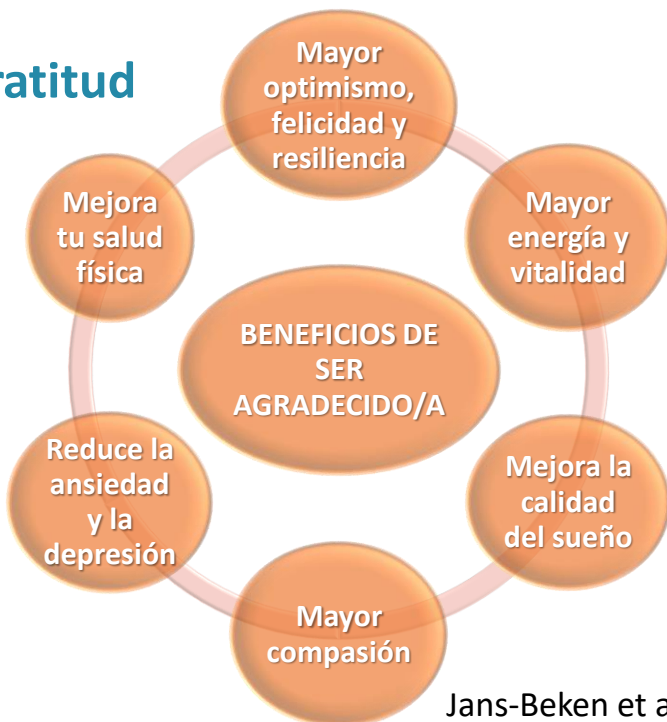 ratitud
Mayor
optimismo,
felicidad y
resiliencia
Mayor
energía y
vitalidad
Mejora la
calidad
del sueño
Mayor
compasión
Reduce la
ansiedad
y la
depresión
Mejora
tu salud
física
BENEFICIOS DE
SER
AGRADECIDO/A
Jans-Beken et a